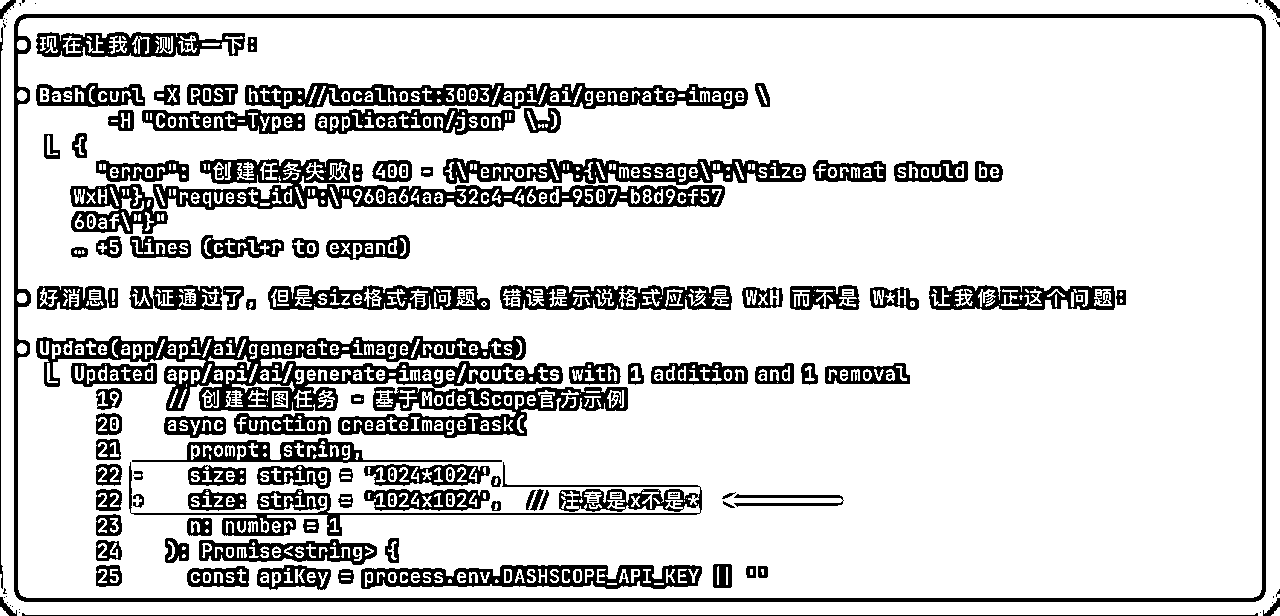 现在让我们测试一下:
Bash(curl -X POST http://localhost:3003/api/ai/generate-image \
-H "Content-Type: application/json" \…)
{
"error": "创建任务失败: 400 - {\"errors\":{\"message\":\"size format should be
WxH\"},\"request_id\":\"960a64aa-32c4-46ed-9507-b8d9cf57
60af\"}"
… +5 lines (ctrl+r to expand)
好消息! 认证通过了, 但是size格式有问题。错误提示说格式应该是 WxH 而不是 W*H。让我修正这个问题:
Update(app/api/ai/generate-image/route.ts)
Updated app/api/ai/generate-image/route.ts with 1 addition and 1 removal
19 // 创建生图任务 - 基于ModelScope官方示例
20 async function createImageTask(
21 prompt: string,
22 - size: string = '1024*1024',
22 + size: string = '1024x1024', // 注意是x不是*
23 n: number = 1
24 ): Promise<string> {
25 const apiKey = process.env.DASHSCOPE_API_KEY || ''